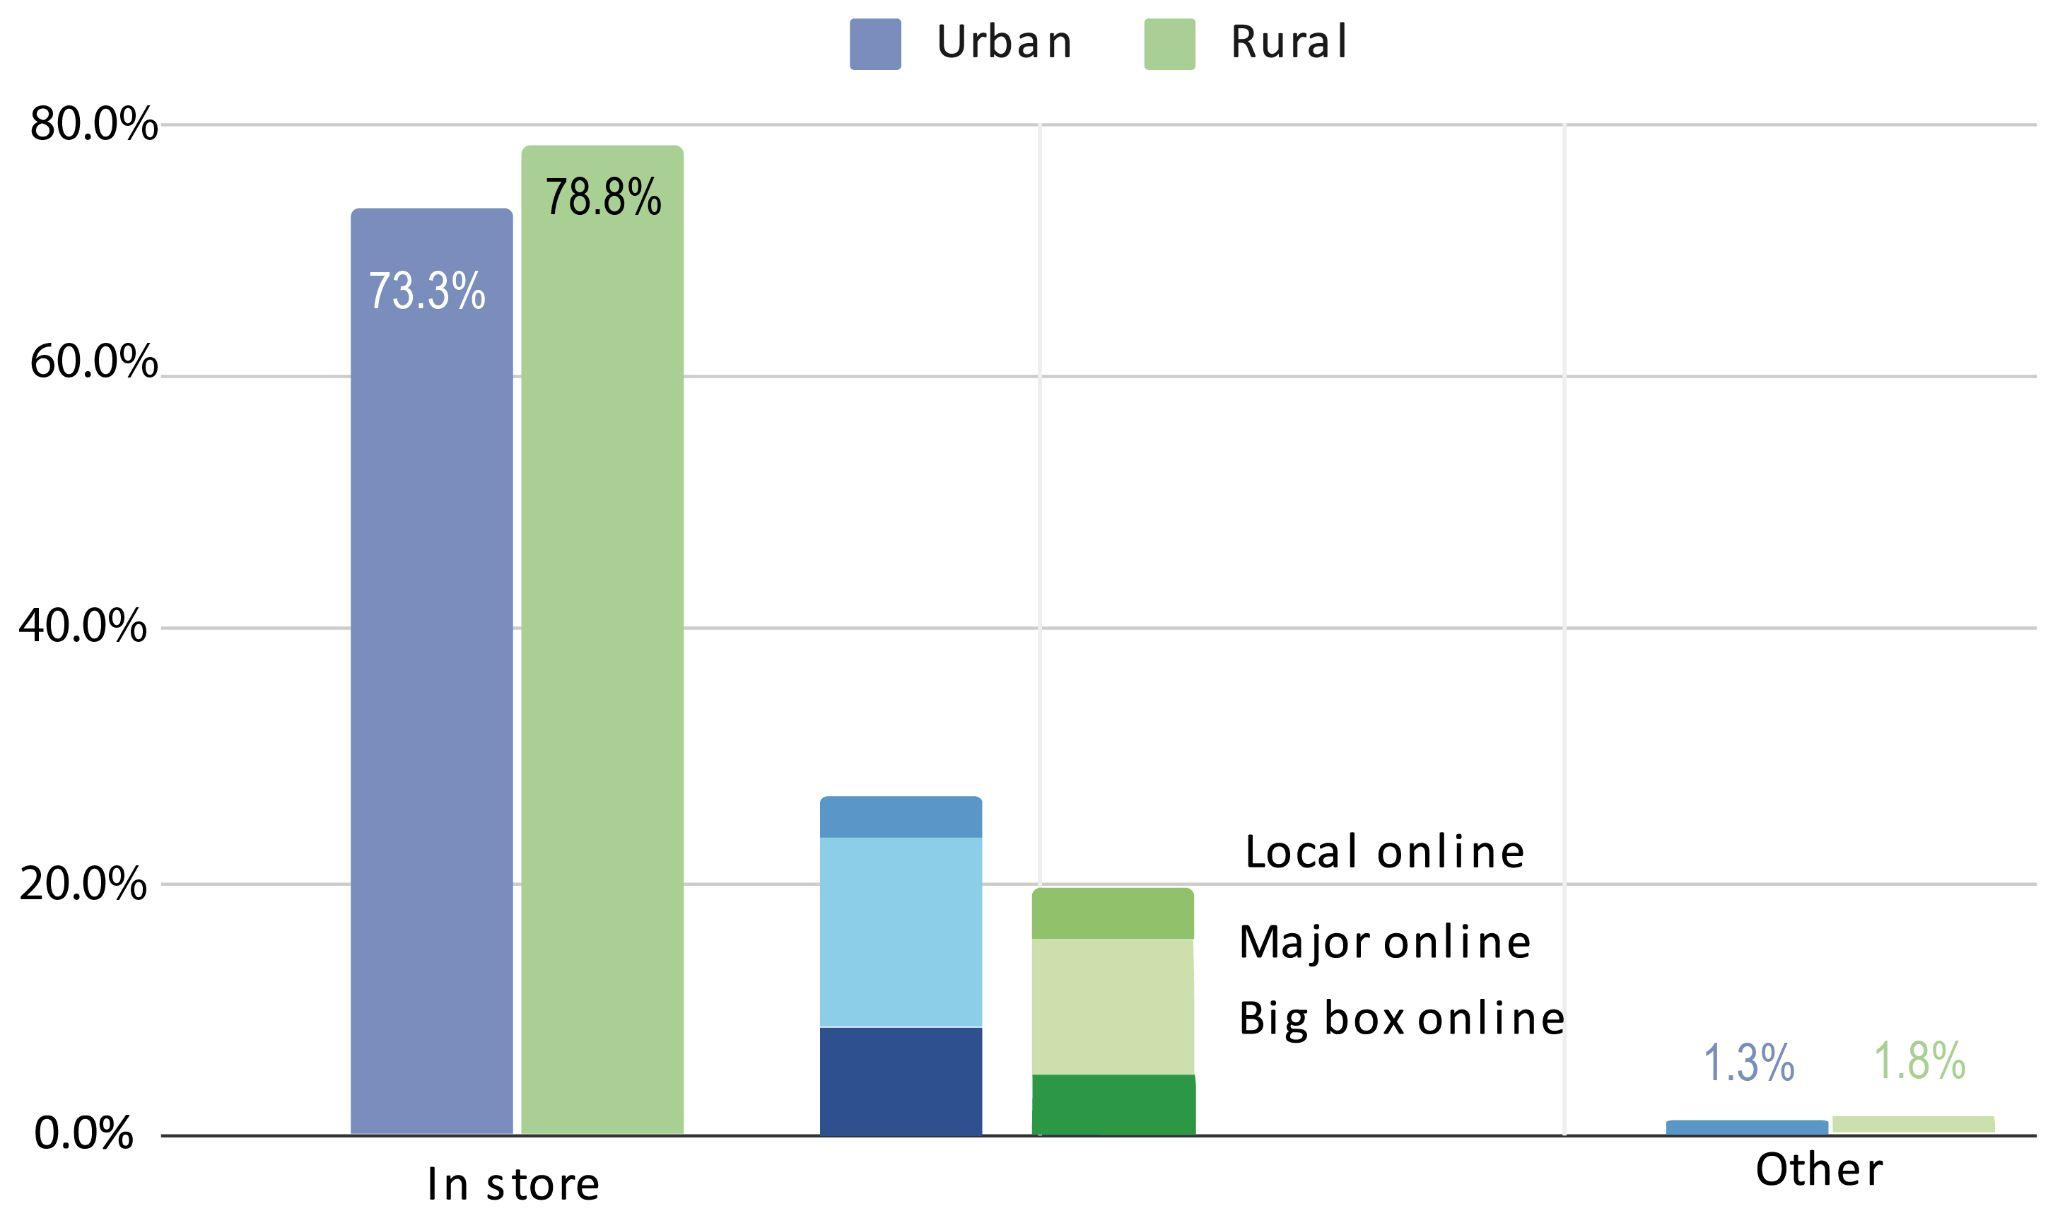 Urban Rural
80.0%
78.8%
73.3%
60.0%
40.0%
Local online
20.0%
Major online
Big box online
1.3% 1.8%
0.0%
In store
Other